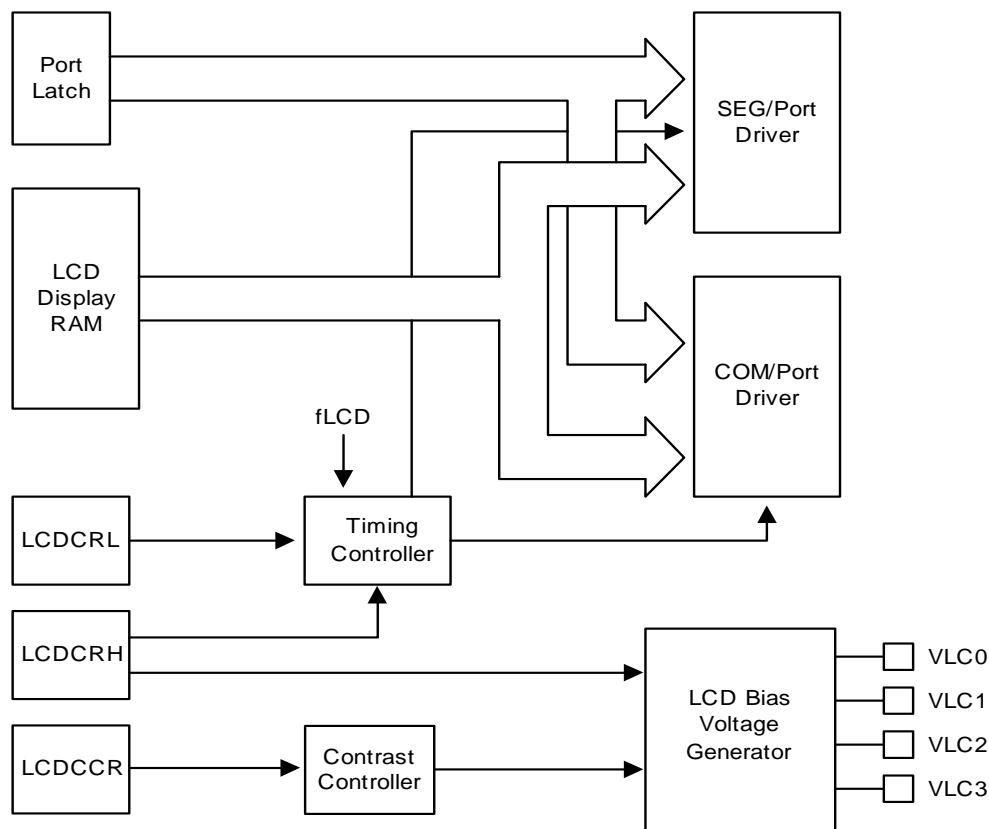 Port
Latch
SEG/Port
Driver
LCD
Display
RAM
COM/Port
Driver
fLCD
LCDCRL
Timing
Controller
LCDCRH
LCD Bias
Voltage
Generator
VLC0
VLC1
VLC2
VLC3
LCDCCR
Contrast
Controller